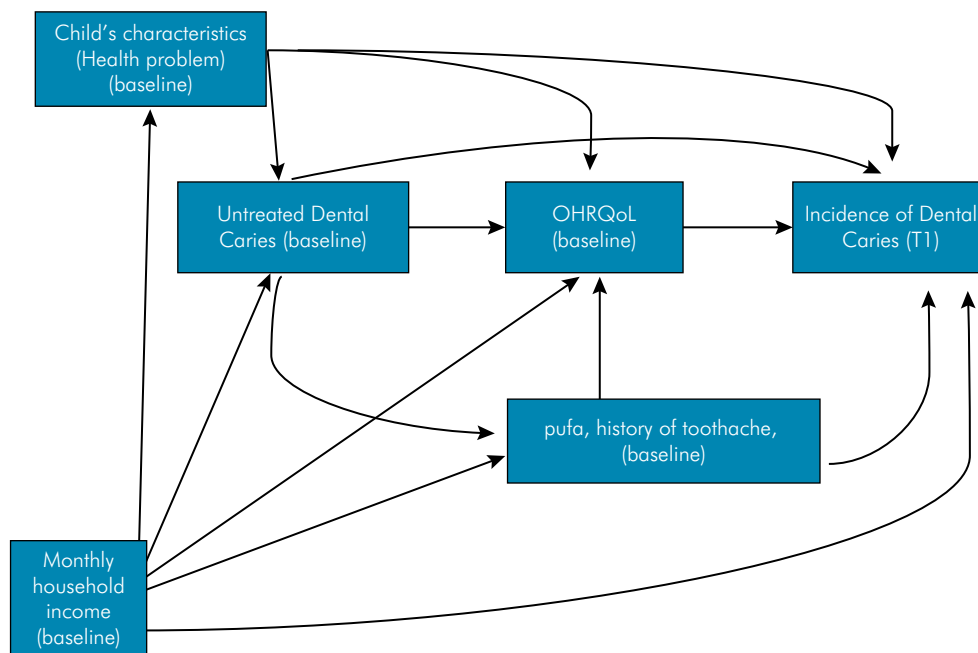 Child's characteristics
(Health problem)
(baseline)
Untreated Dental
Caries (baseline)
OHRQoL
(baseline)
Incidence of Dental
Caries (T1)
pufa, history of toothache,
(baseline)
Monthly
household
income
(baseline)